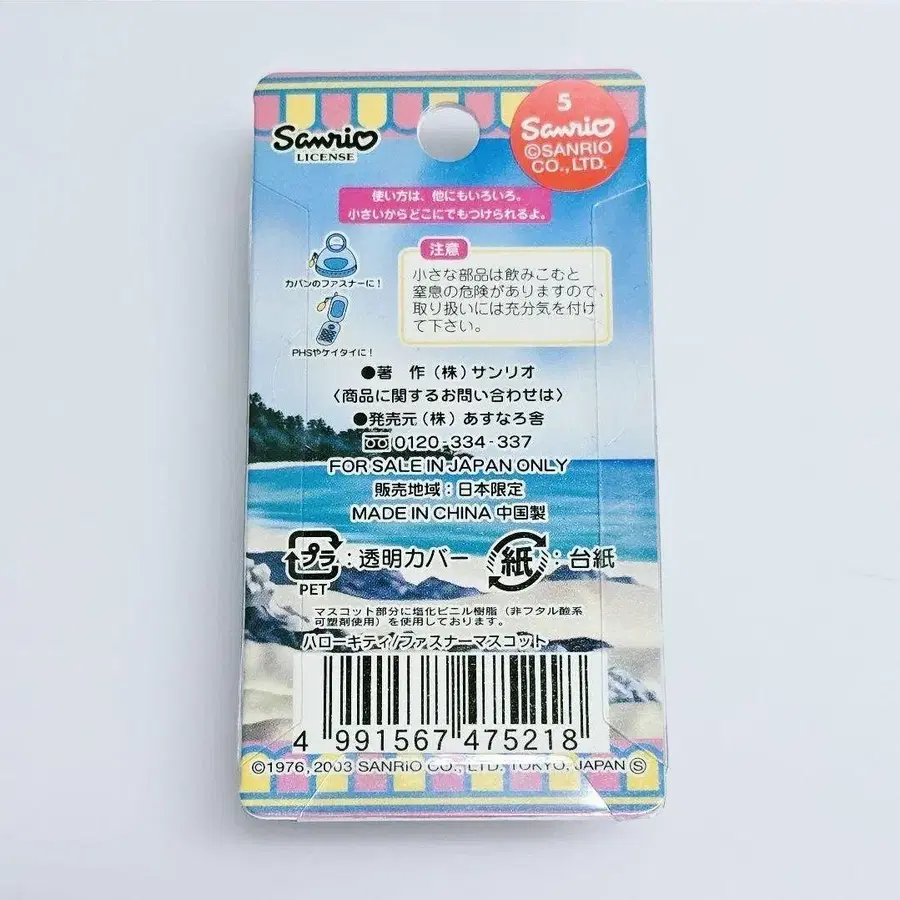 Sanrio
LICENSE
5
Sanrio
©SANRIO
CO.,LTD.
使い方は、他にもいろいろ。
小さいからどこにでもつけられるよ。
注意
カバンのファスナーに!
小さな部品は飲みこむと
窒息の危険がありますので、
取り扱いには充分気を付け
て下さい。
PHSやケイタイに!
●著 作(株)サンリオ
〈商品に関するお問い合わせは〉
●発売元(株)あすなろ舎
0120-334-337
FOR SALE IN JAPAN ONLY
販売地域:日本限定
MADE IN CHINA 中国製
プラ:透明カバー 紙:台紙
PET
マスコット部分に塩化ビニル樹脂(非フタル酸系
可塑剤使用)を使用しております。
ハローキティ/ファスナーマスコット
4 991567 475218
©1976, 2003 SANRIO CO., LTD. TOKYO, JAPAN Ⓢ